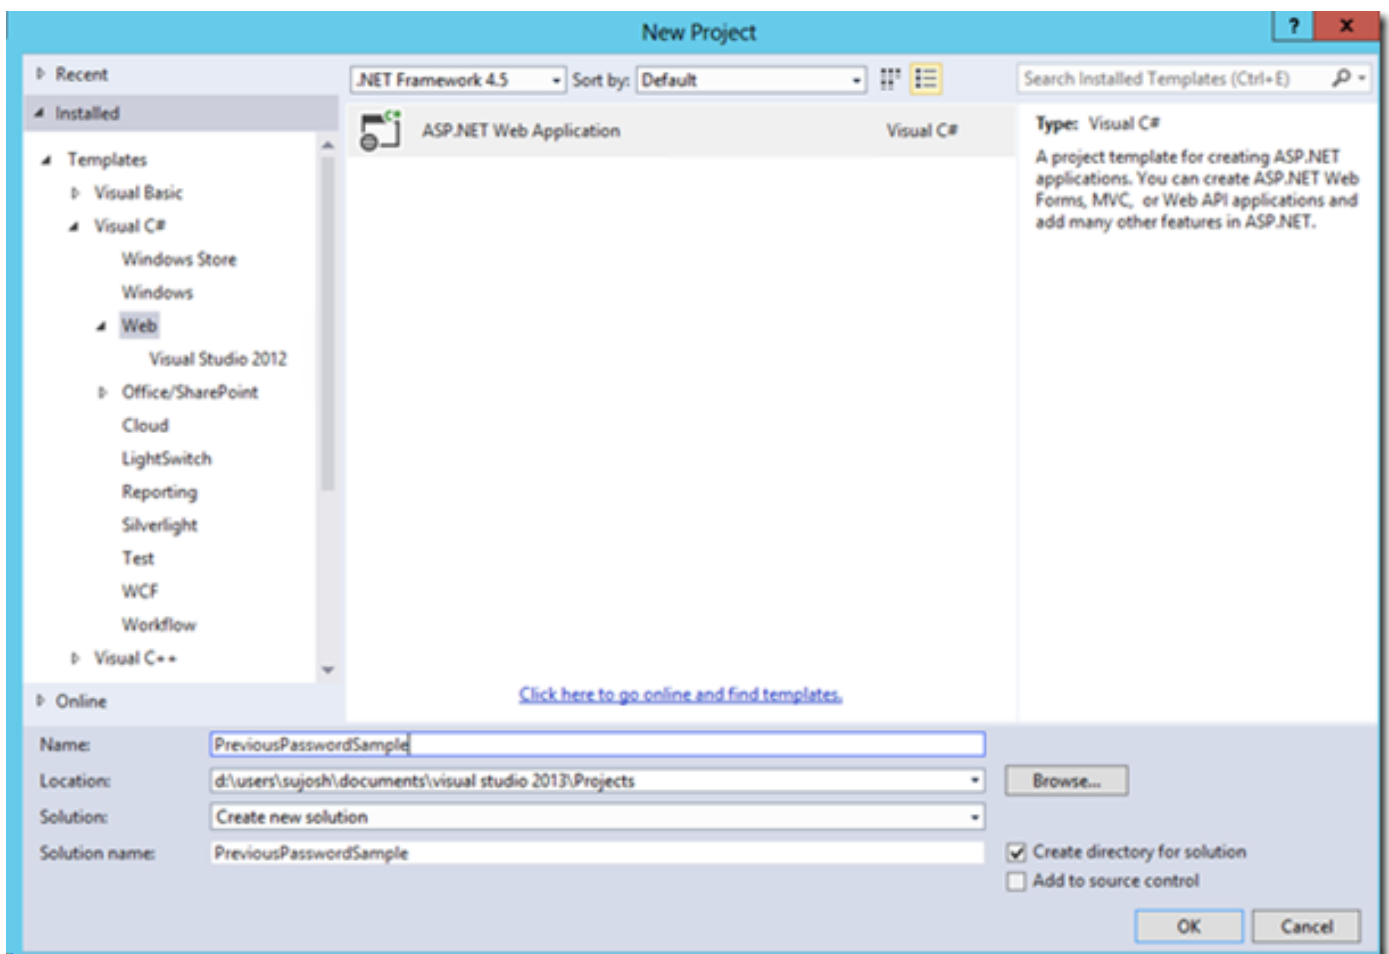 New Project
? x
Recent
.NET Framework 4.5
Sort by: Default
Search Installed Templates (Ctrl+E)
Installed
Templates
Visual Basic
Visual C#
Windows Store
Windows
Web
Visual Studio 2012
Office/SharePoint
Cloud
LightSwitch
Reporting
Silverlight
Test
WCF
Workflow
Visual C++
Online
C# ASP.NET Web Application Visual C#
Click here to go online and find templates.
Type: Visual C#
A project template for creating ASP.NET
applications. You can create ASP.NET Web
Forms, MVC, or Web API applications and
add many other features in ASP.NET.
Name: PreviousPasswordSample
Location: d:\users\sujosh\documents\visual studio 2013\Projects
Browse...
Solution: Create new solution
Solution name: PreviousPasswordSample
Create directory for solution
Add to source control
OK Cancel